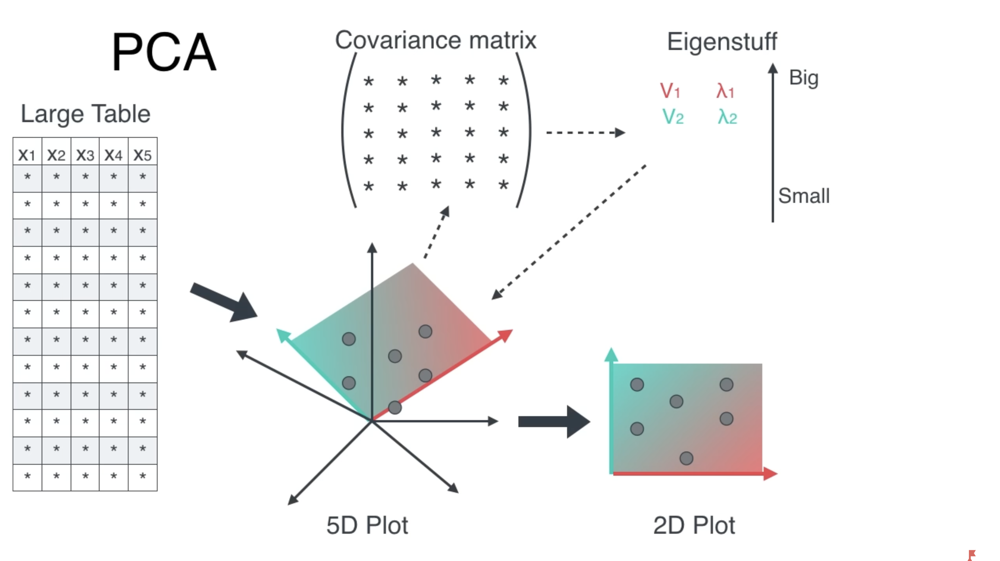 PCA
Large Table
x1 x2 x3 x4 x5
* * * * *
* * * * *
* * * * *
* * * * *
* * * * *
* * * * *
* * * * *
* * * * *
* * * * *
* * * * *
* * * * *
* * * * *
Covariance matrix
* * * * *
* * * * *
* * * * *
* * * * *
* * * * *
Eigenstuff
V1 λ1
V2 λ2
Big
Small
5D Plot
2D Plot